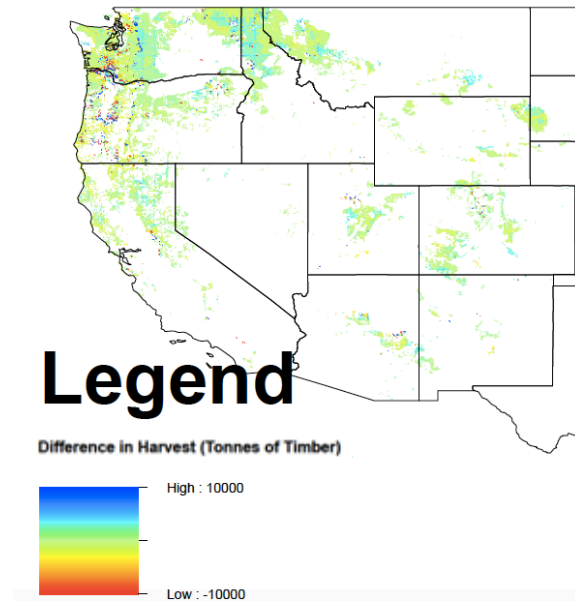 Legend
Difference in Harvest (Tonnes of Timber)
High : 10000
Low : -10000